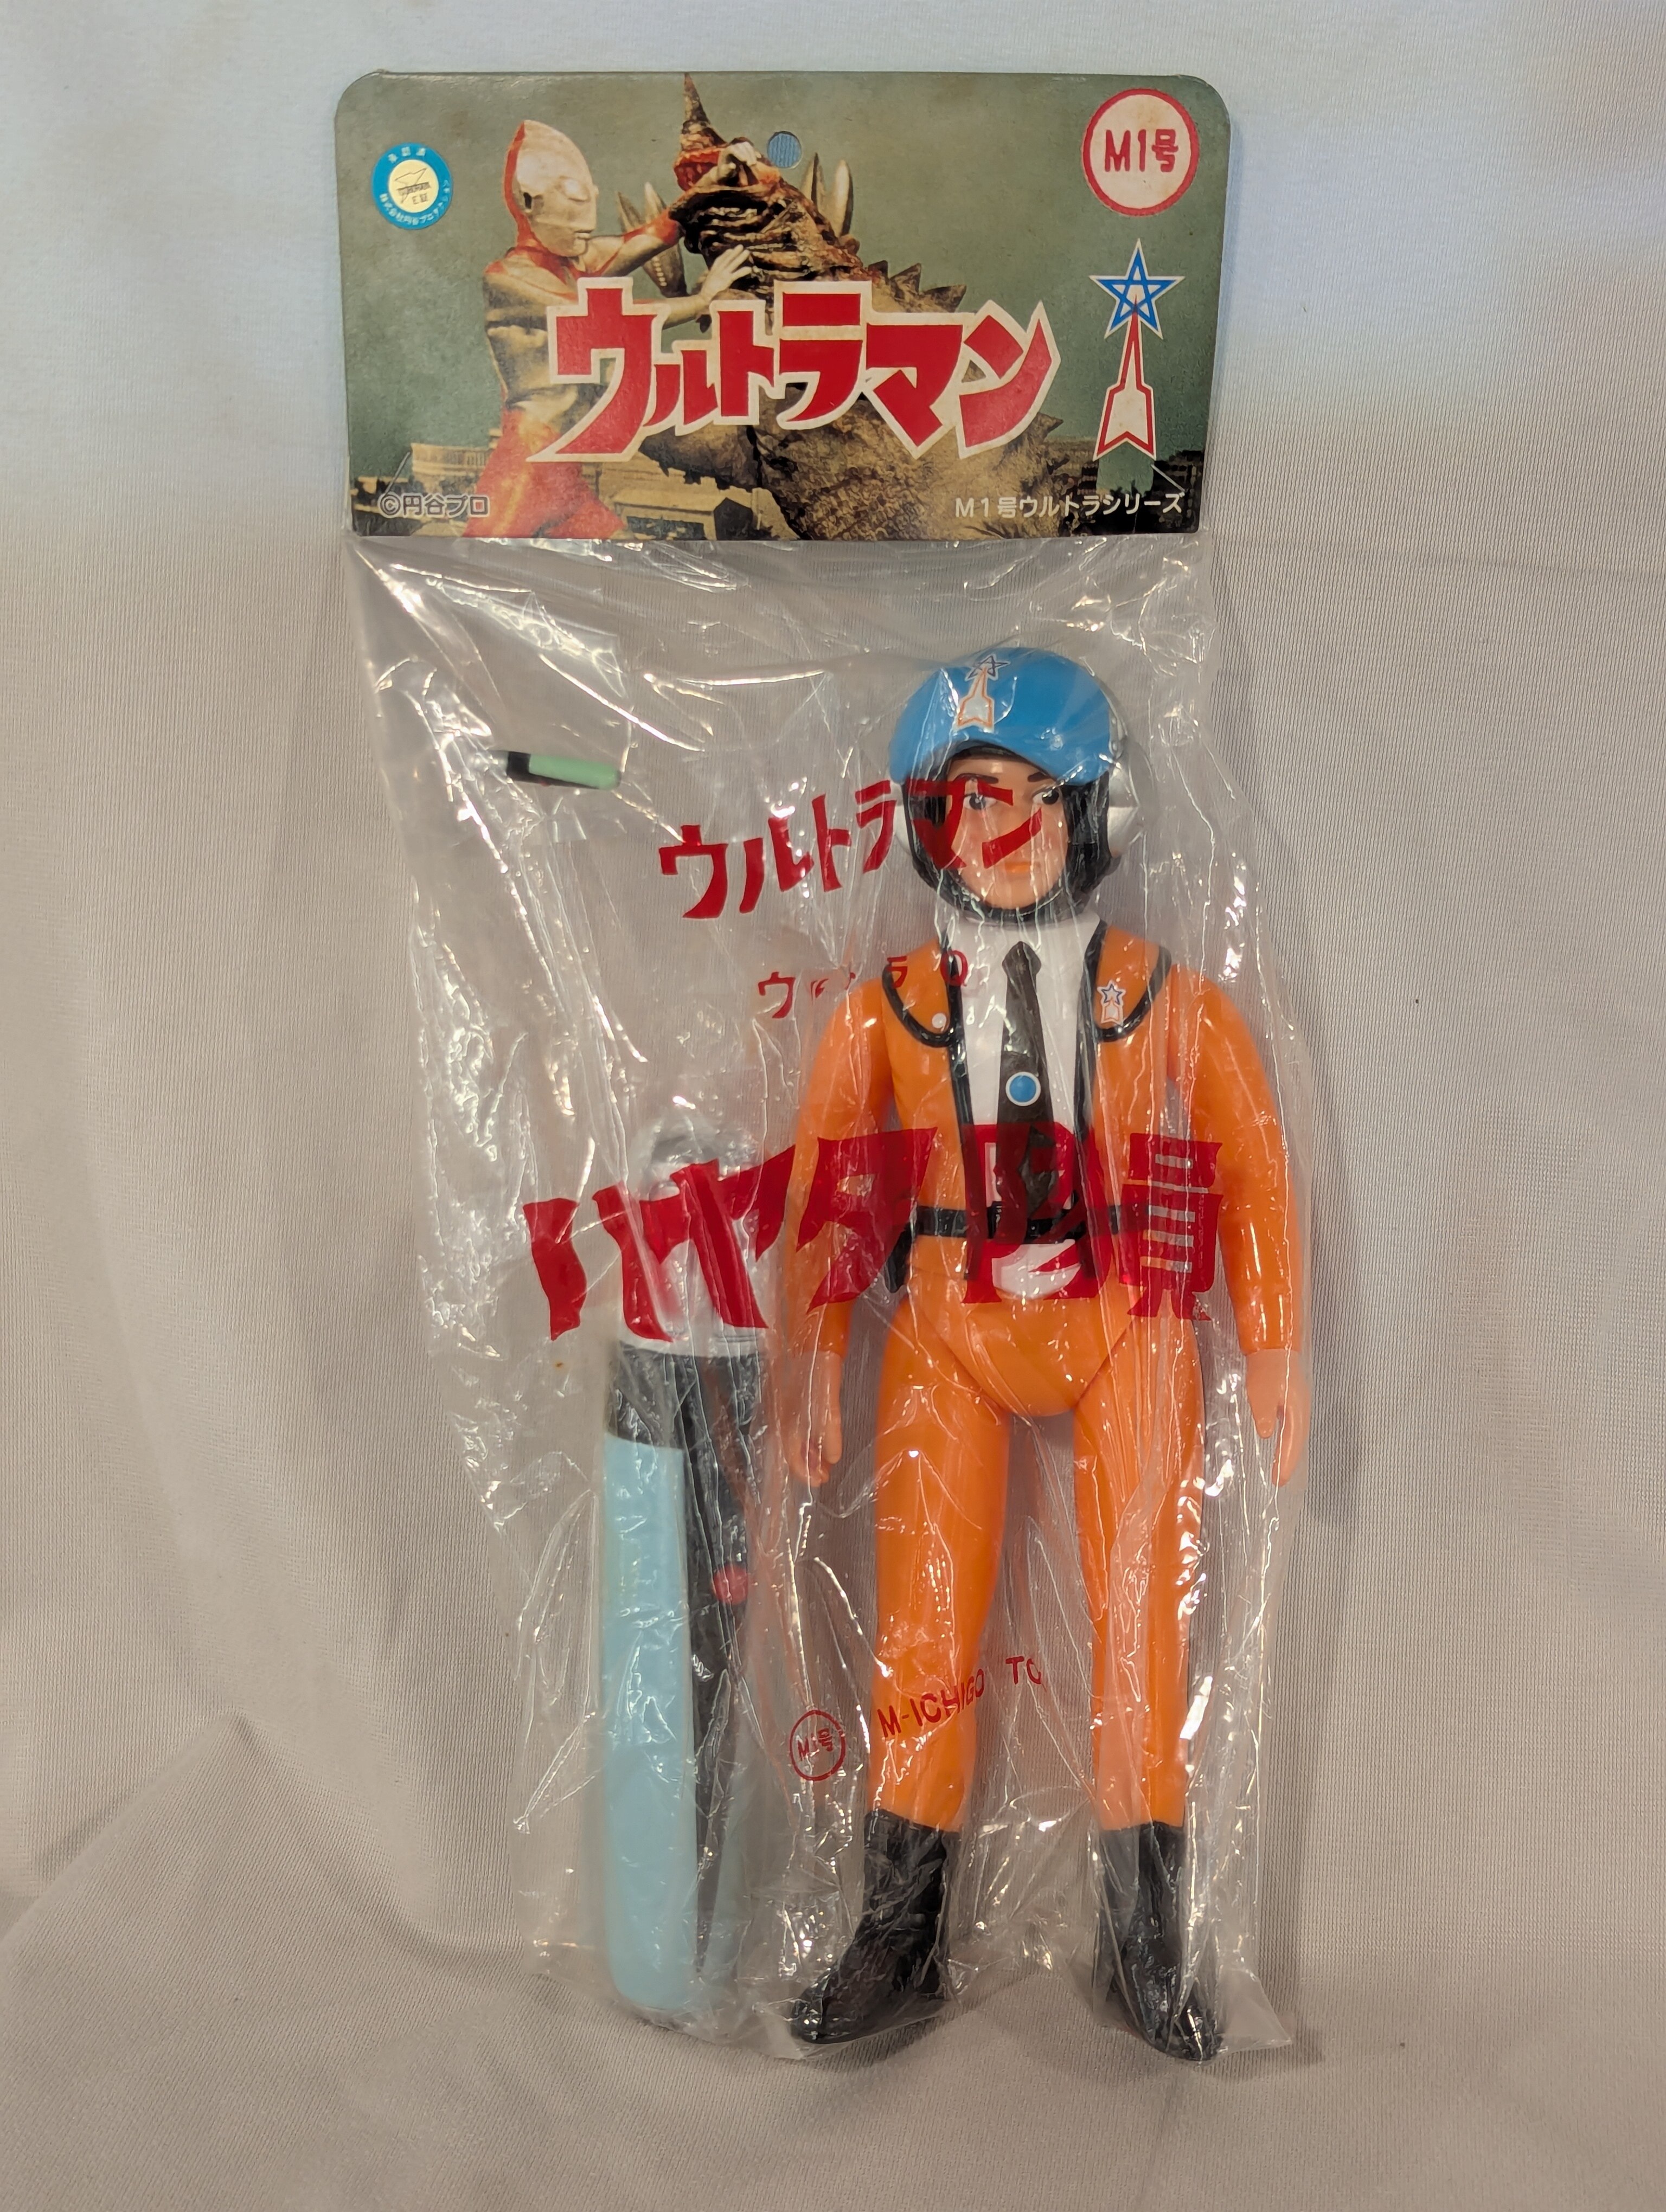 M1号
ウルトラマン
©円谷プロ
M1号ウルトラシリーズ
ウルトラマン
ハヤタ隊員
M1号
M-ICHIGO TO